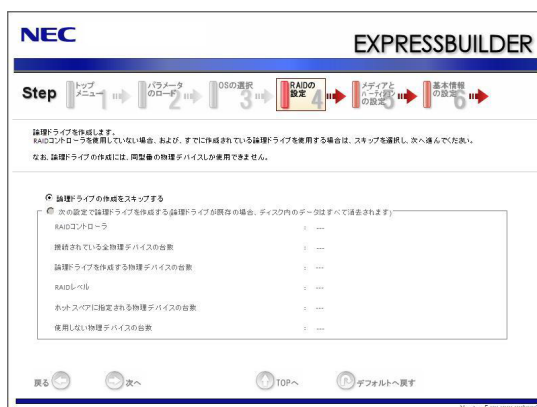 NEC
EXPRESSBUILDER
Step
トップ
メニュー 1
パラメータ
のロード 2
OSの選択
3
RAIDの
設定 4
メディアと
パーティション
の設定 5
基本情報
の設定 6
論理ドライブを作成します。
RAIDコントローラを使用していない場合、および、すでに作成されている論理ドライブを使用する場合は、スキップを選択し、次へ進んでください。
なお、論理ドライブの作成には、同型番の物理デバイスしか使用できません。
論理ドライブの作成をスキップする
次の設定で論理ドライブを作成する(論理ドライブが既存の場合、ディスク内のデータはすべて消去されます)
RAIDコントローラ : ---
接続されている全物理デバイスの台数 : ---
論理ドライブを作成する物理デバイスの台数 : ---
RAIDレベル : ---
ホットスペアに指定される物理デバイスの台数 : ---
使用しない物理デバイスの台数 : ---
戻る
次へ
TOPへ
デフォルトへ戻す